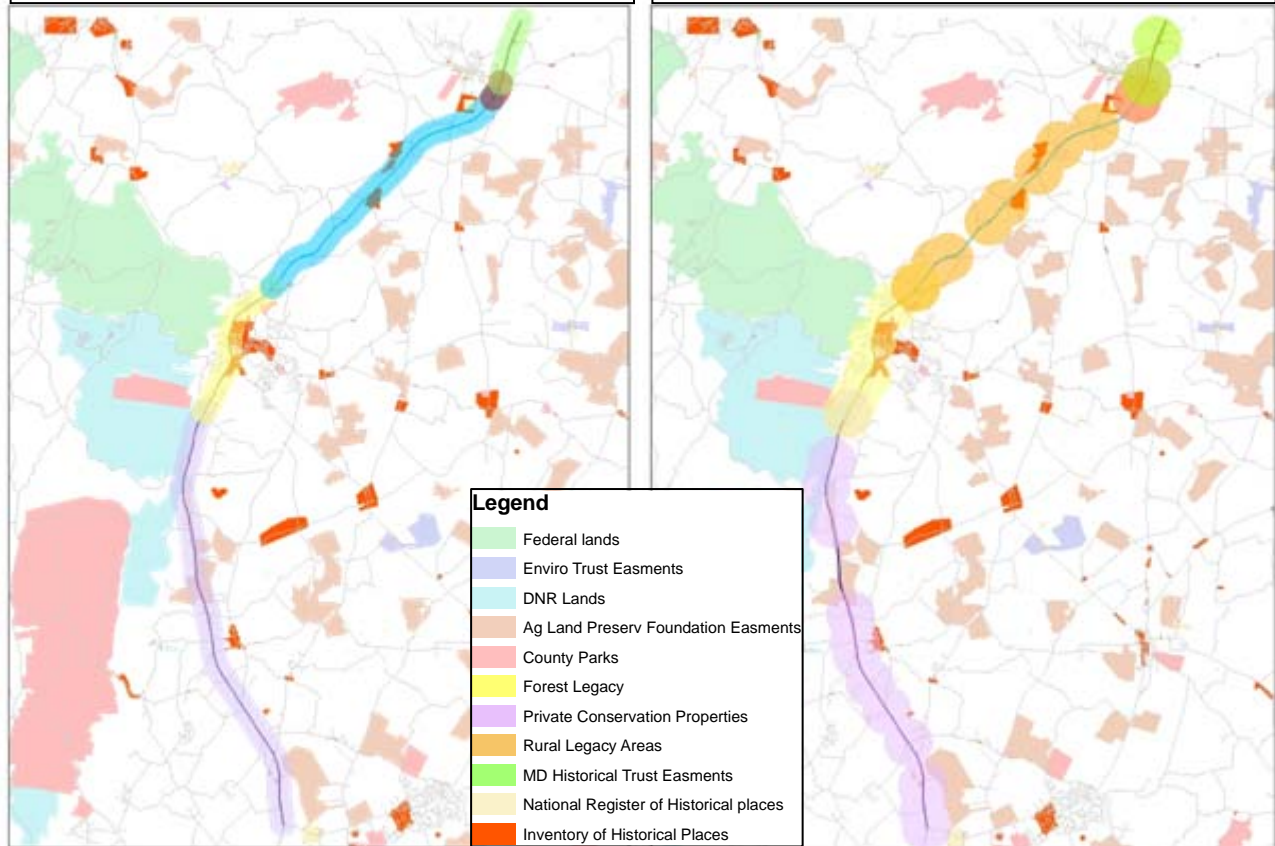 Legend
Federal lands
Enviro Trust Easments
DNR Lands
Ag Land Preserv Foundation Easments
County Parks
Forest Legacy
Private Conservation Properties
Rural Legacy Areas
MD Historical Trust Easments
National Register of Historical places
Inventory of Historical Places